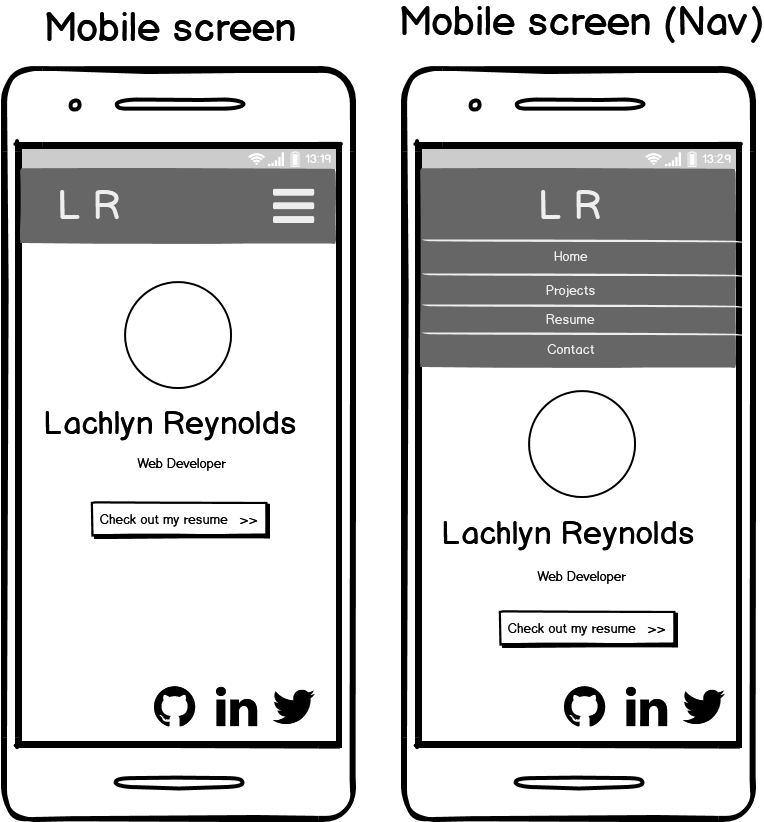 Mobile screen
13:19
L R
Lachlyn Reynolds
Web Developer
Check out my resume >>
in
Mobile screen (Nav)
13:29
L R
Home
Projects
Resume
Contact
Lachlyn Reynolds
Web Developer
Check out my resume >>
in